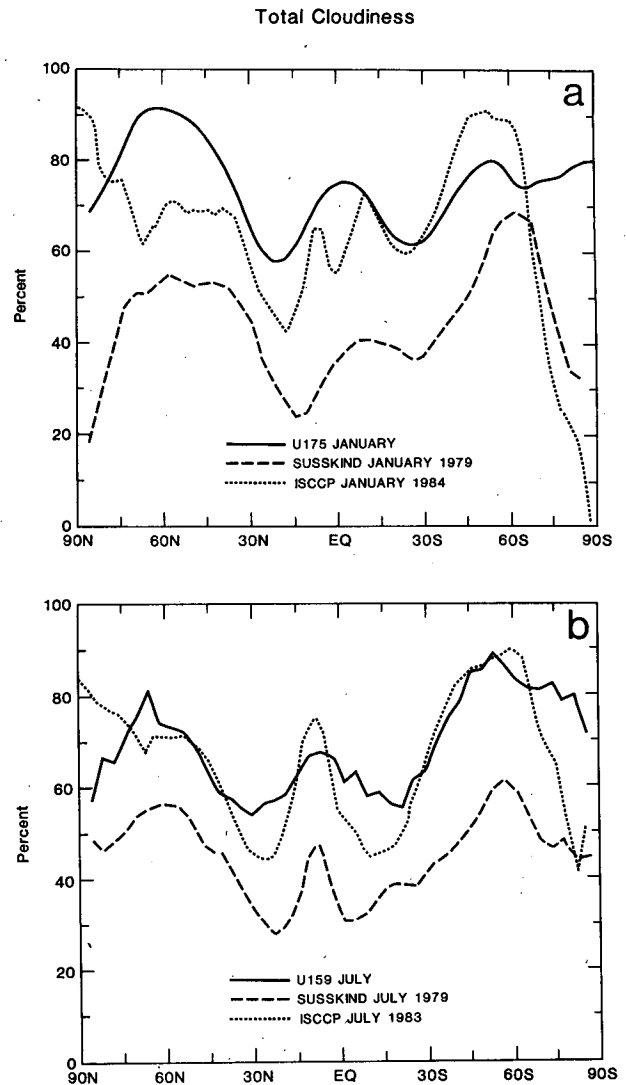 Total Cloudiness
a
100
80
60
40
20
0
Percent
U175 JANUARY
SUSSKIND JANUARY 1979
ISCCP JANUARY 1984
90N 60N 30N EQ 30S 60S 90S
b
100
80
60
40
20
0
Percent
U159 JULY
SUSSKIND JULY 1979
ISCCP JULY 1983
90N 60N 30N EQ 30S 60S 90S